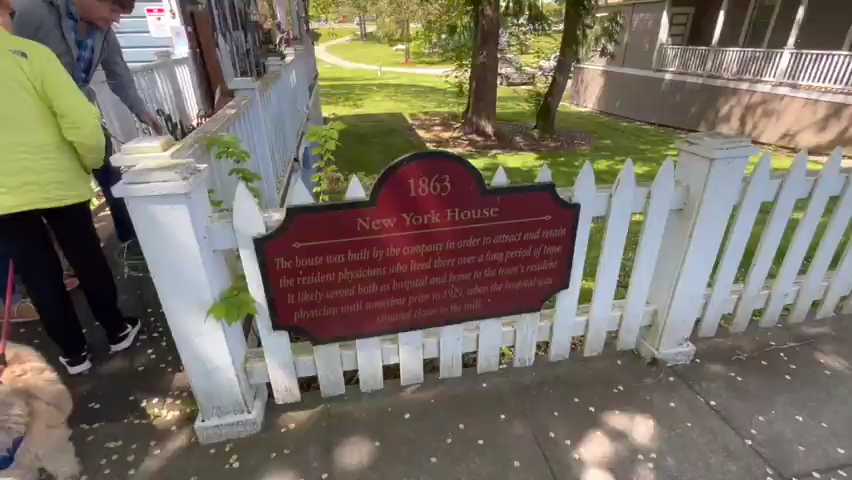 1863
New York House
The house was built by the company in order to attract and retain
the resident physicians who lived there over a long period of time
It likely served both as hospital and home to the town's resident
physician until sometime prior to 1929, when the hospital was
situated closer to the mill.